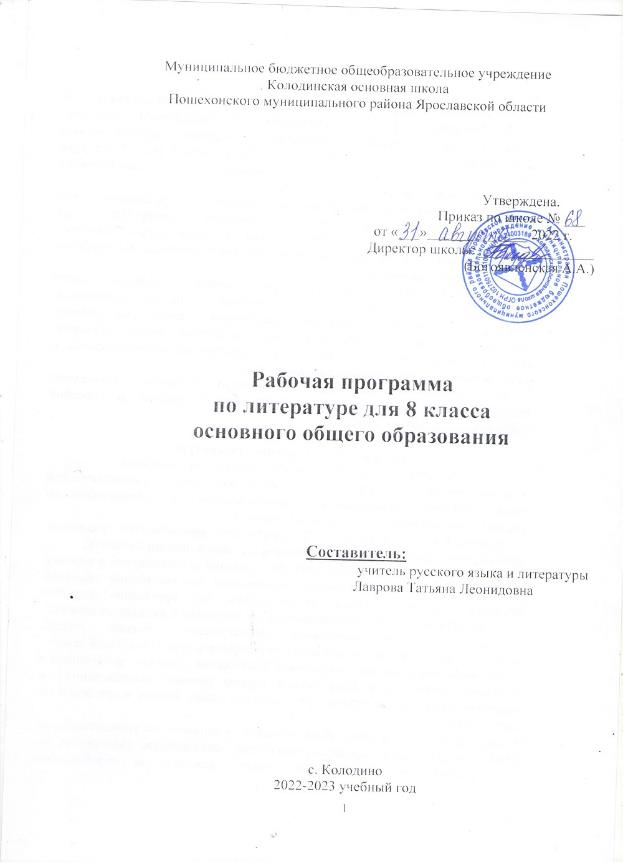 Муниципальное бюджетное общеобразовательное учреждение
Колодинская основная школа
Пошехонского муниципального района Ярославской области
Утверждена.
Приказ по школе № 68
от «31» августа 2022 г.
Директор школы:
(Богоявленская А.А.)
Рабочая программа
по литературе для 8 класса
основного общего образования
Составитель:
учитель русского языка и литературы
Лаврова Татьяна Леонидовна
с. Колодино
2022-2023 учебный год
1